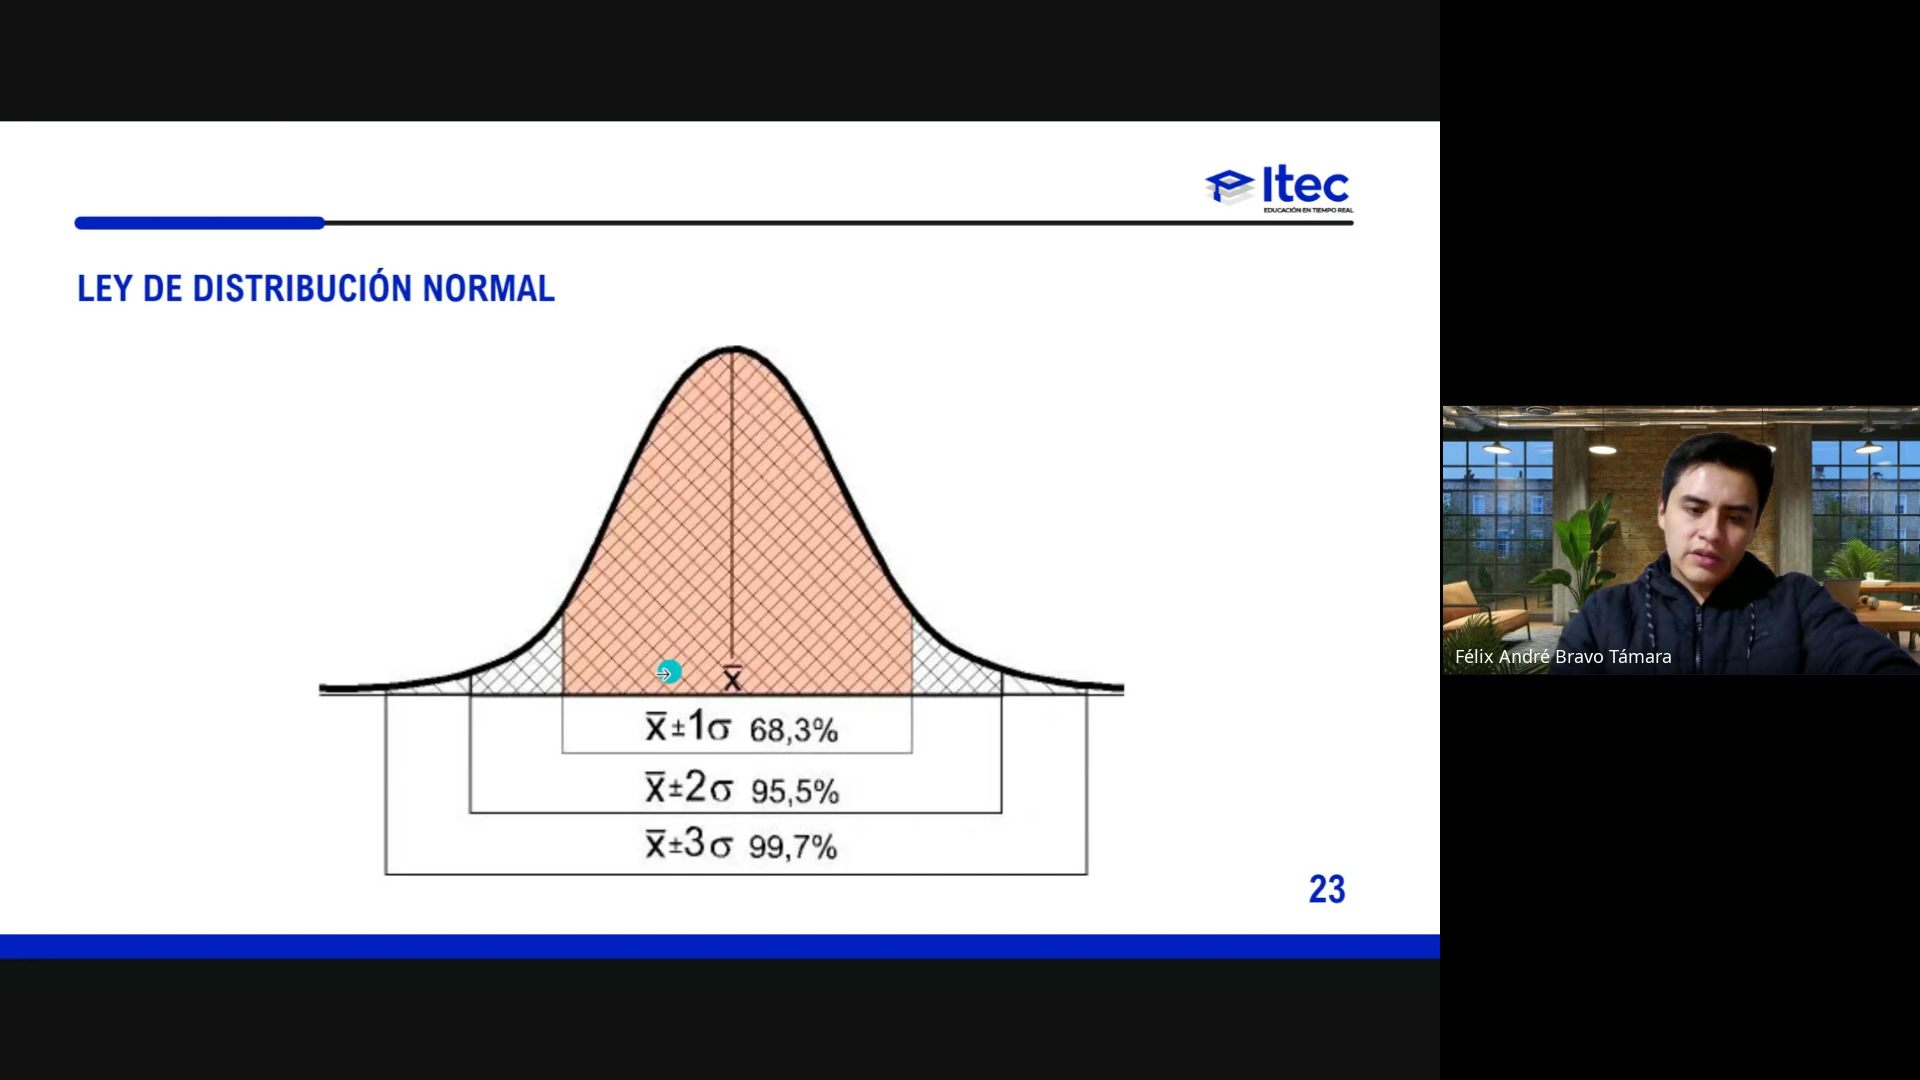 Itec
EDUCACIÓN EN TIEMPO REAL
LEY DE DISTRIBUCIÓN NORMAL
x̅
x̅±1σ 68,3%
x̅±2σ 95,5%
x̅±3σ 99,7%
23
Félix André Bravo Támara